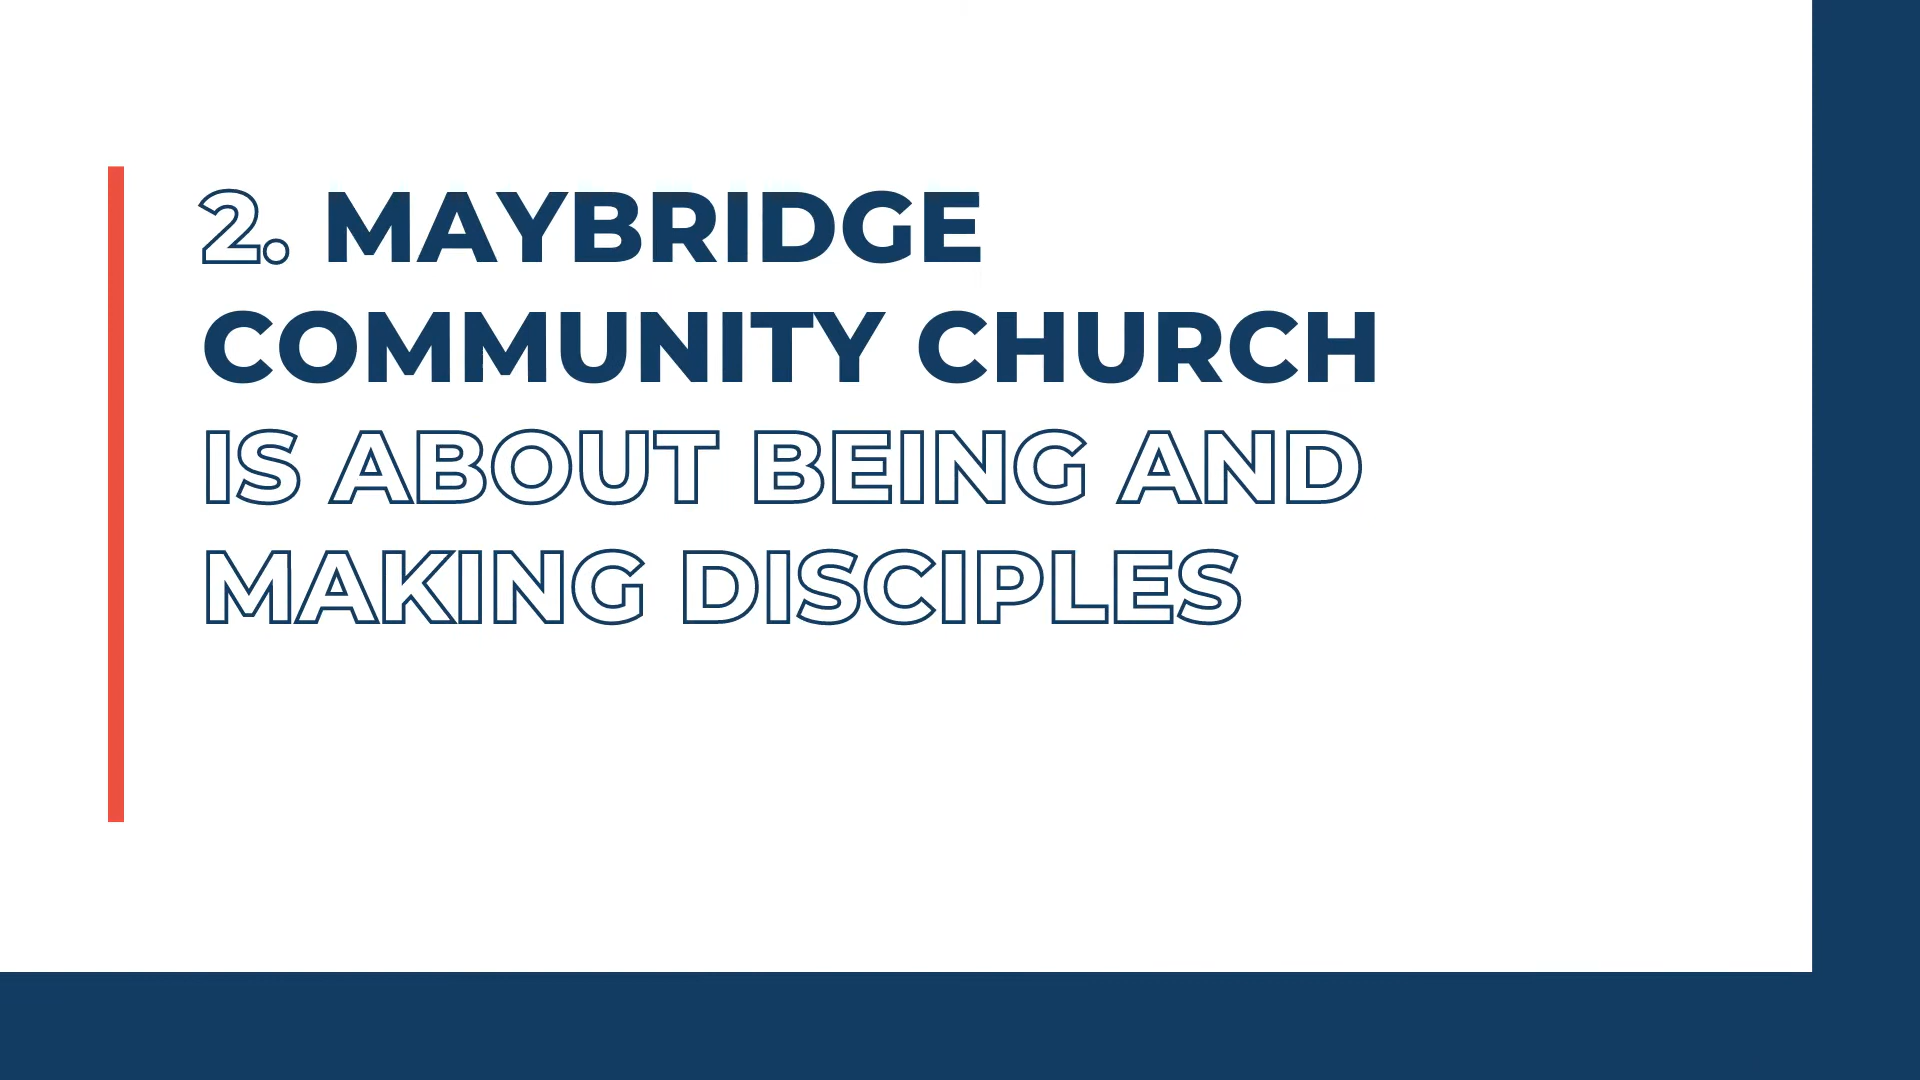 2. MAYBRIDGE
COMMUNITY CHURCH
IS ABOUT BEING AND
MAKING DISCIPLES